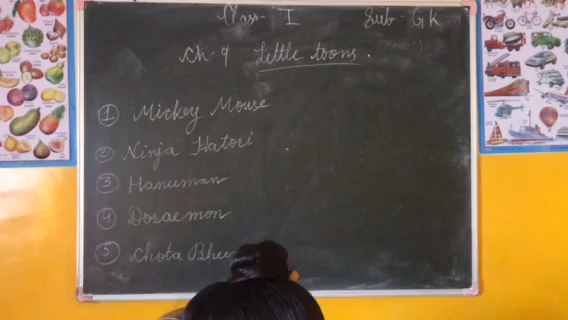 Class- I Sub- GK
Ch- 9 Little toons.
① Mickey Mouse
② Ninja Hatori
③ Hanuman
④ Doraemon
⑤ Chota